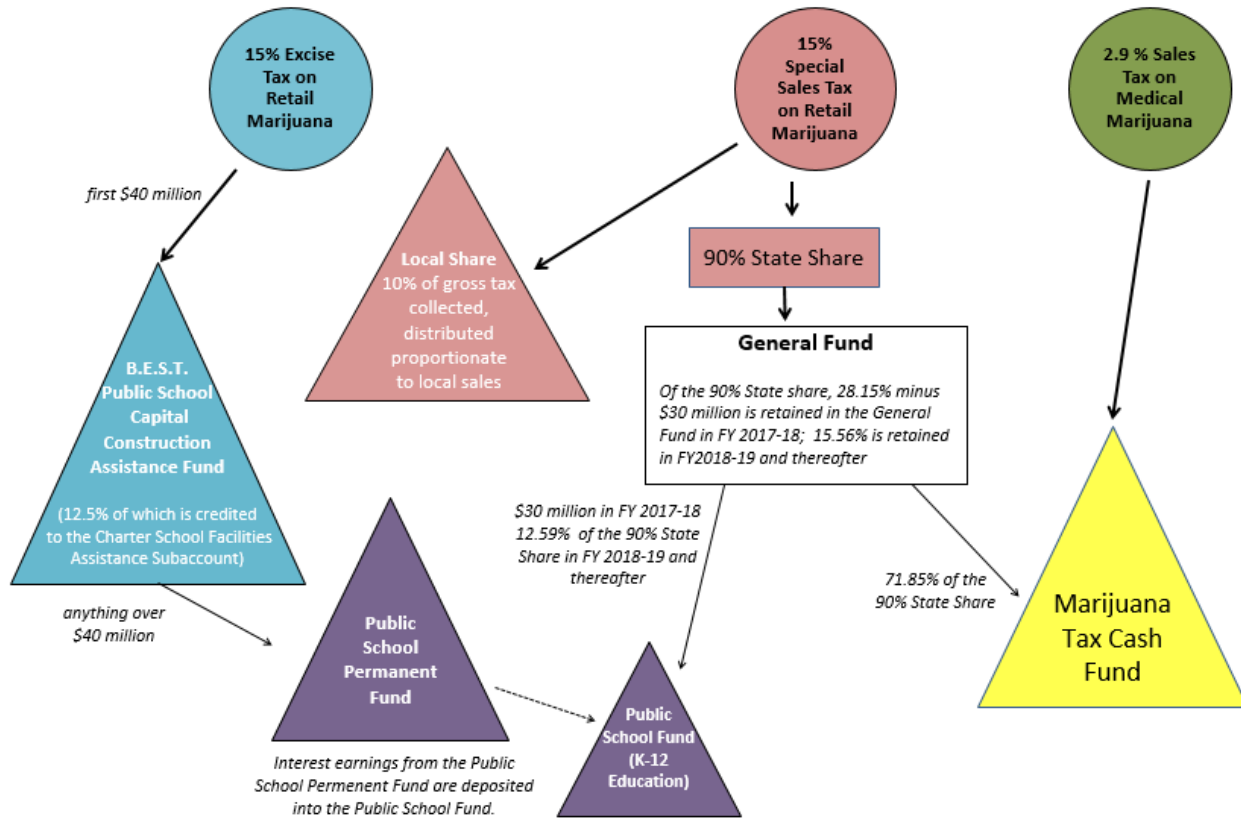 15% Excise
Tax on
Retail
Marijuana
15%
Special
Sales Tax
on Retail
Marijuana
2.9 % Sales
Tax on
Medical
Marijuana
first $40 million
Local Share
10% of gross tax
collected,
distributed
proportionate
to local sales
90% State Share
General Fund
Of the 90% State share, 28.15% minus
$30 million is retained in the General
Fund in FY 2017-18; 15.56% is retained
in FY2018-19 and thereafter
B.E.S.T.
Public School
Capital
Construction
Assistance Fund
(12.5% of which is credited
to the Charter School Facilities
Assistance Subaccount)
anything over
$40 million
$30 million in FY 2017-18
12.59% of the 90% State
Share in FY 2018-19 and
thereafter
71.85% of the
90% State Share
Public
School
Permanent
Fund
Marijuana
Tax Cash
Fund
Public
School Fund
(K-12
Education)
Interest earnings from the Public
School Permenent Fund are deposited
into the Public School Fund.